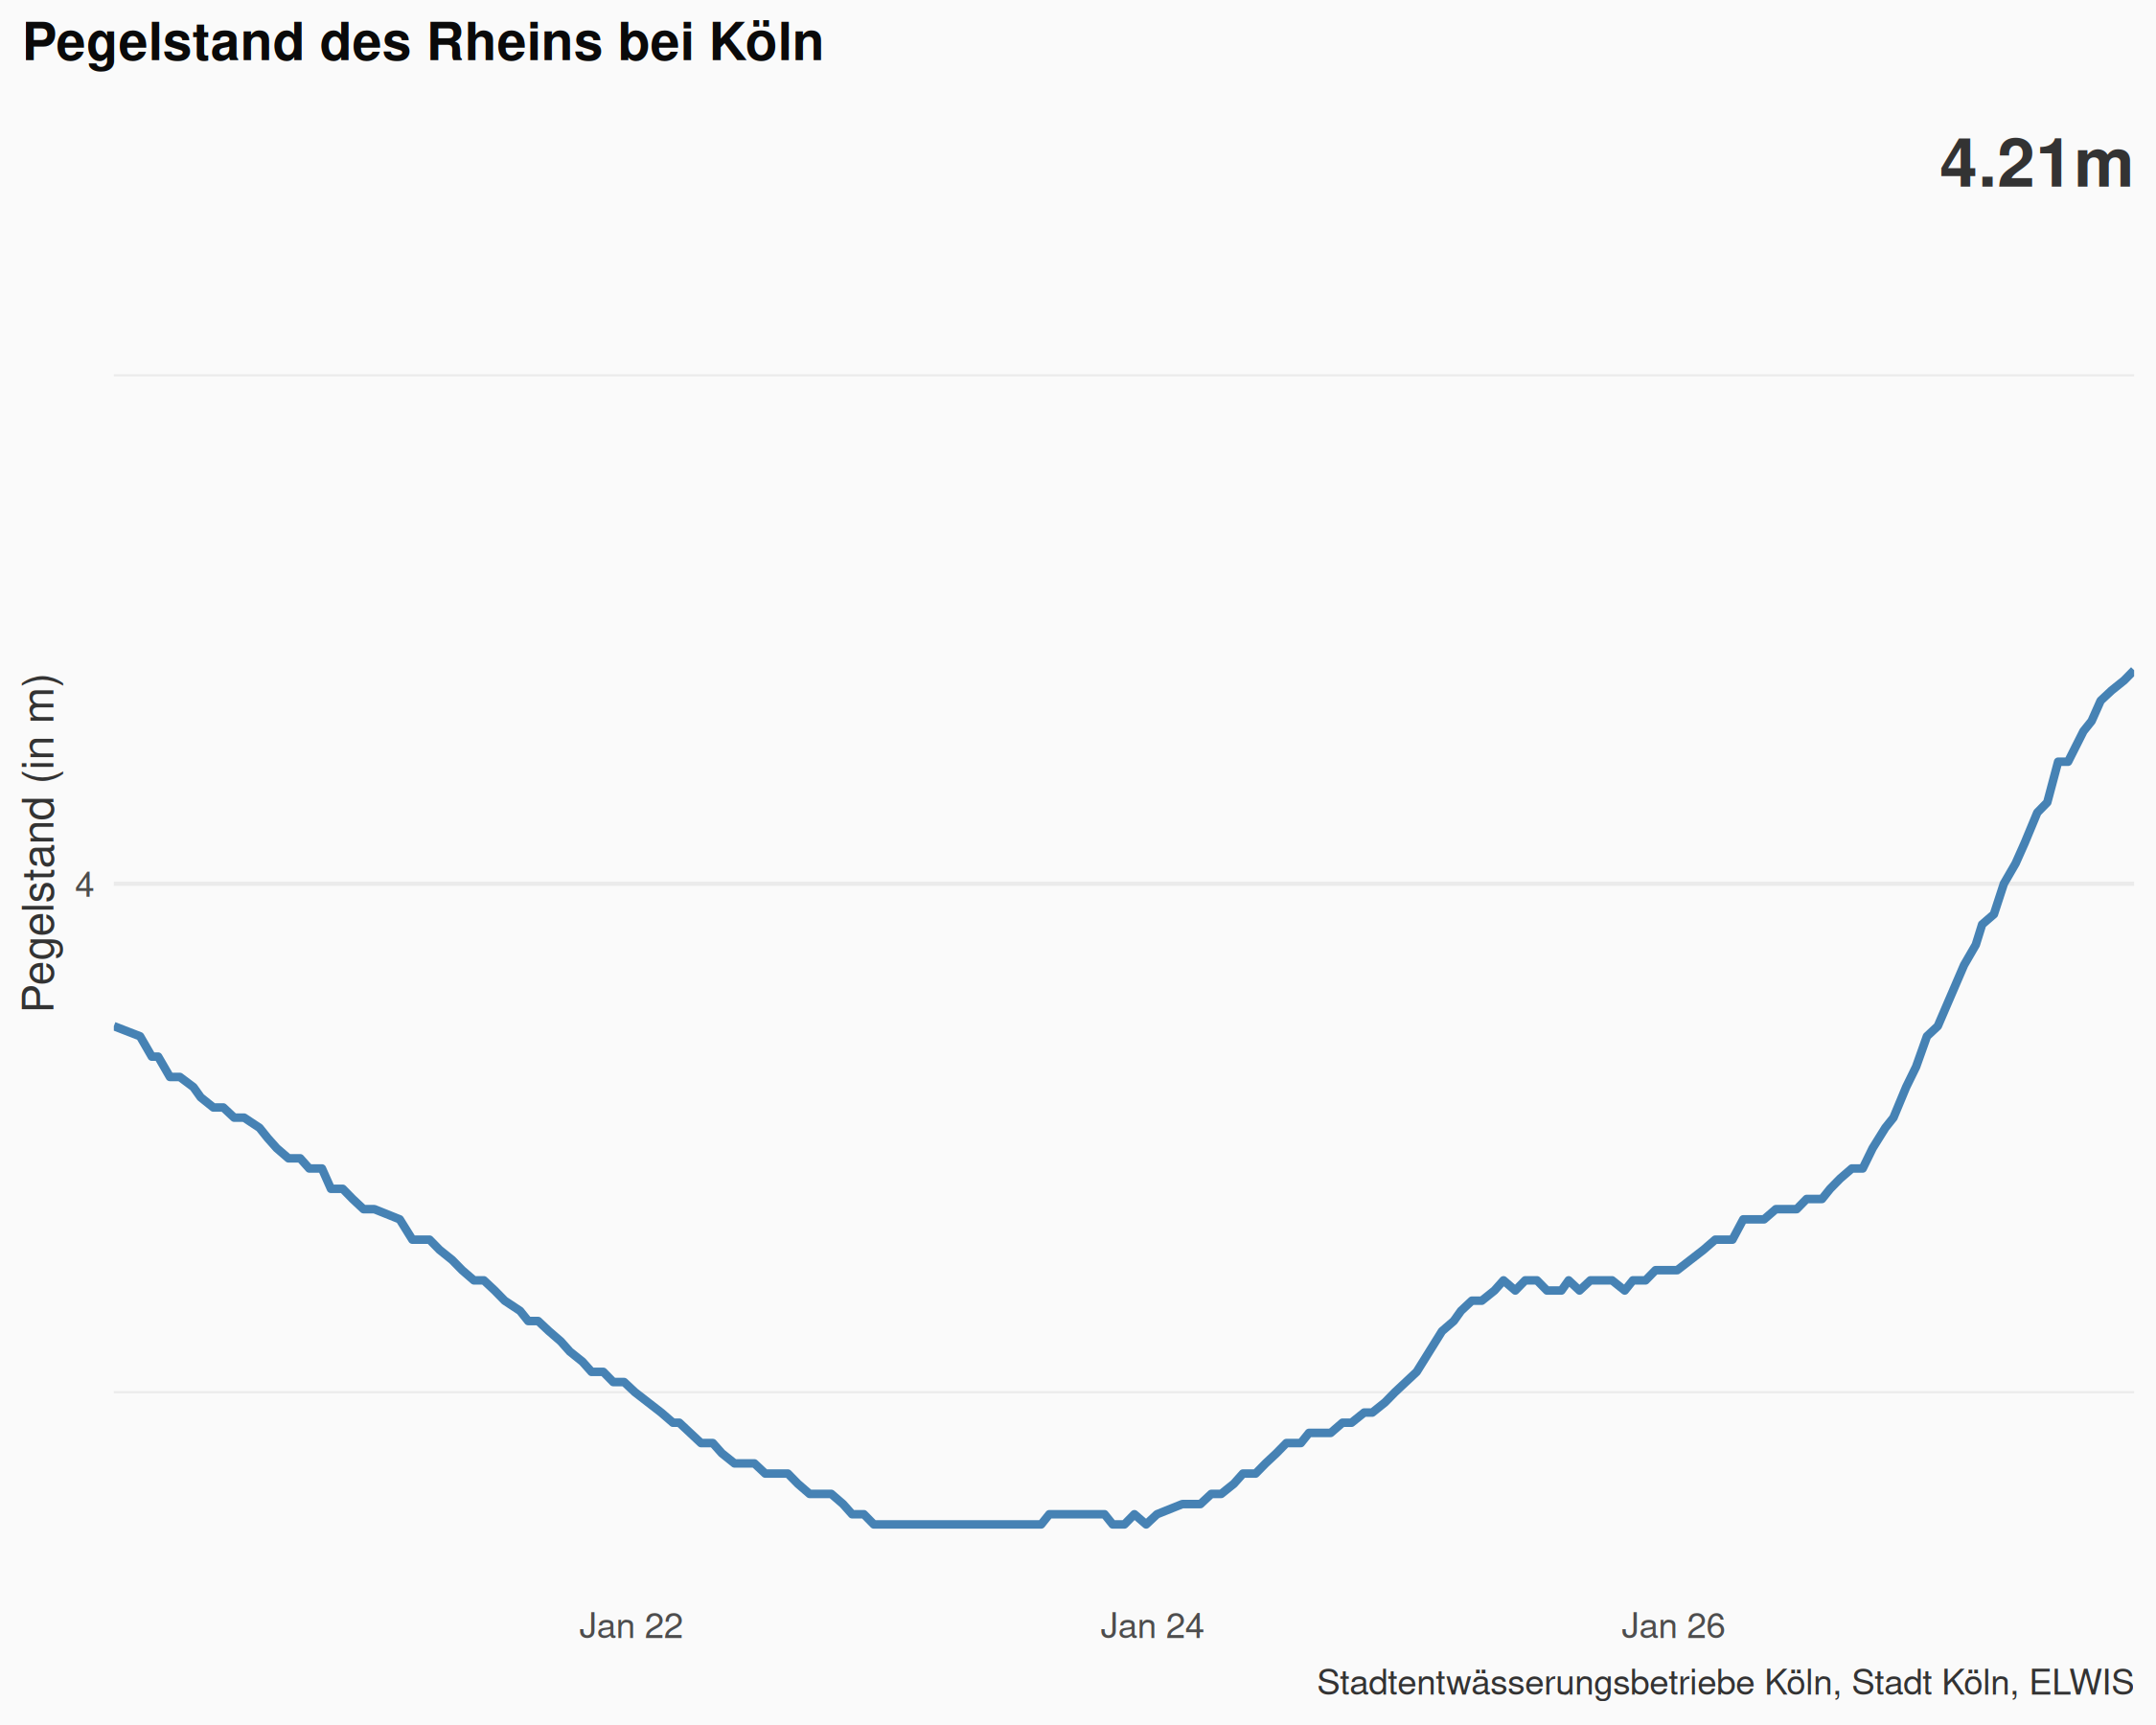 Pegelstand des Rheins bei Köln
4.21m
Pegelstand (in m)
4
Jan 22
Jan 24
Jan 26
Stadtentwässerungsbetriebe Köln, Stadt Köln, ELWIS